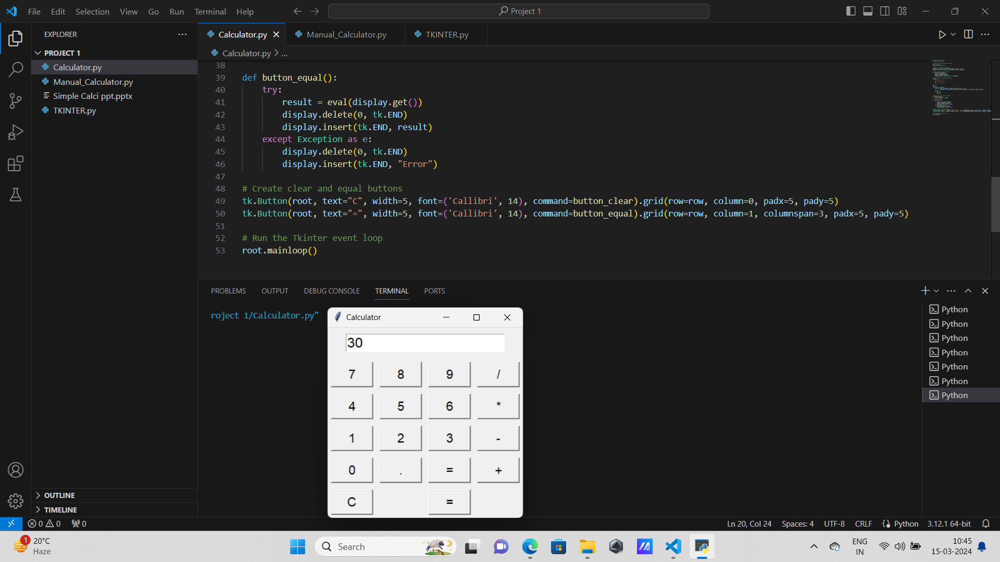 File Edit Selection View Go Run Terminal Help
Project 1
EXPLORER
PROJECT 1
Calculator.py
Manual_Calculator.py
Simple Calci ppt.pptx
TKINTER.py
OUTLINE
TIMELINE
Calculator.py Manual_Calculator.py TKINTER.py
Calculator.py > ...
38
39 def button_equal():
40 try:
41 result = eval(display.get())
42 display.delete(0, tk.END)
43 display.insert(tk.END, result)
44 except Exception as e:
45 display.delete(0, tk.END)
46 display.insert(tk.END, "Error")
47
48 # Create clear and equal buttons
49 tk.Button(root, text="C", width=5, font=('Callibri', 14), command=button_clear).grid(row=row, column=0, padx=5, pady=5)
50 tk.Button(root, text="=", width=5, font=('Callibri', 14), command=button_equal).grid(row=row, column=1, columnspan=3, padx=5, pady=5)
51
52 # Run the Tkinter event loop
53 root.mainloop()
PROBLEMS OUTPUT DEBUG CONSOLE TERMINAL PORTS
roject 1/Calculator.py"
Python
Python
Python
Python
Python
Python
Python
Calculator
30
7 8 9 /
4 5 6 *
1 2 3 -
0 . = +
C =
0 0 0
Ln 20, Col 24 Spaces: 4 UTF-8 CRLF Python 3.12.1 64-bit
1
20°C
Haze
Search
ENG
IN
10:45
15-03-2024